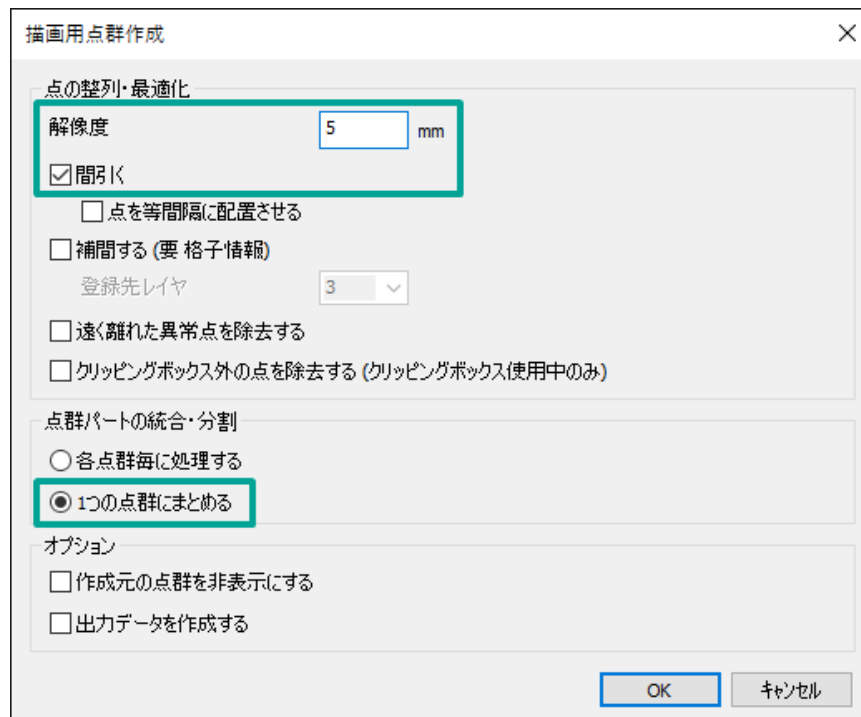 描画用点群作成
点の整列・最適化
解像度 5 mm
間引く
点を等間隔に配置させる
補間する (要 格子情報)
登録先レイヤ 3
遠く離れた異常点を除去する
クリッピングボックス外の点を除去する (クリッピングボックス使用中のみ)
点群パートの統合・分割
各点群毎に処理する
1つの点群にまとめる
オプション
作成元の点群を非表示にする
出力データを作成する
OK キャンセル